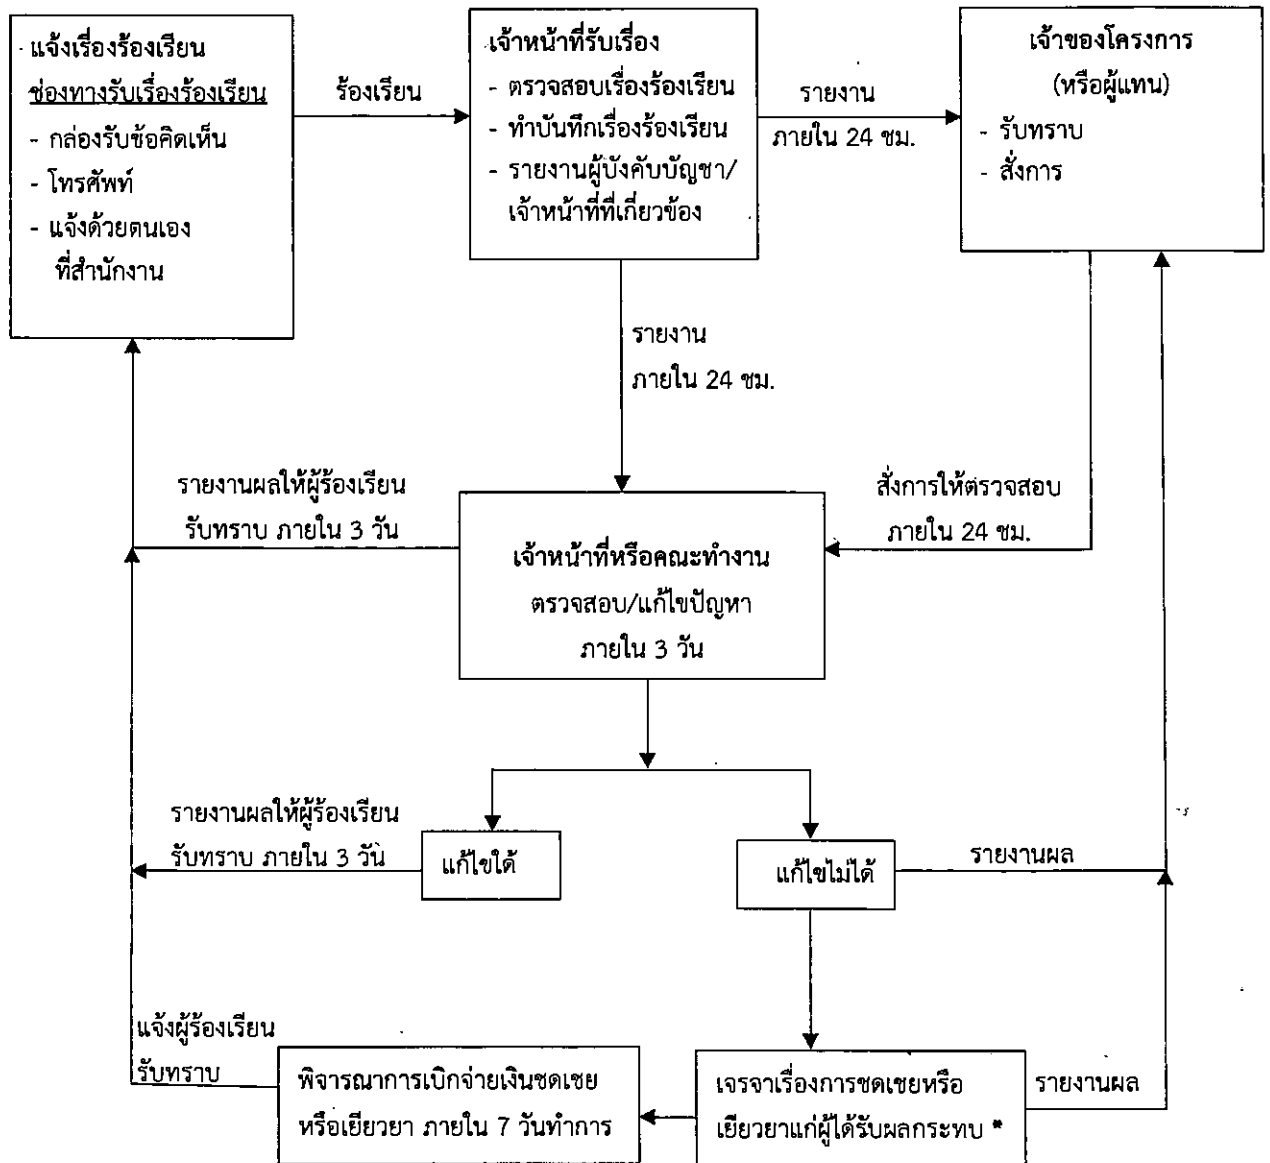 แจ้งเรื่องร้องเรียน
ช่องทางรับเรื่องร้องเรียน
- กล่องรับข้อคิดเห็น
- โทรศัพท์
- แจ้งด้วยตนเอง
ที่สำนักงาน
ร้องเรียน
เจ้าหน้าที่รับเรื่อง
- ตรวจสอบเรื่องร้องเรียน
- ทำบันทึกเรื่องร้องเรียน
- รายงานผู้บังคับบัญชา/
เจ้าหน้าที่ที่เกี่ยวข้อง
รายงาน
ภายใน 24 ชม.
เจ้าของโครงการ
(หรือผู้แทน)
- รับทราบ
- สั่งการ
รายงาน
ภายใน 24 ชม.
รายงานผลให้ผู้ร้องเรียน
รับทราบ ภายใน 3 วัน
สั่งการให้ตรวจสอบ
ภายใน 24 ชม.
เจ้าหน้าที่หรือคณะทำงาน
ตรวจสอบ/แก้ไขปัญหา
ภายใน 3 วัน
รายงานผลให้ผู้ร้องเรียน
รับทราบ ภายใน 3 วัน
แก้ไขได้
แก้ไขไม่ได้
รายงานผล
แจ้งผู้ร้องเรียน
รับทราบ
พิจารณาการเบิกจ่ายเงินชดเชย
หรือเยียวยา ภายใน 7 วันทำการ
เจรจาเรื่องการชดเชยหรือ
เยียวยาแก่ผู้ได้รับผลกระทบ *
รายงานผล